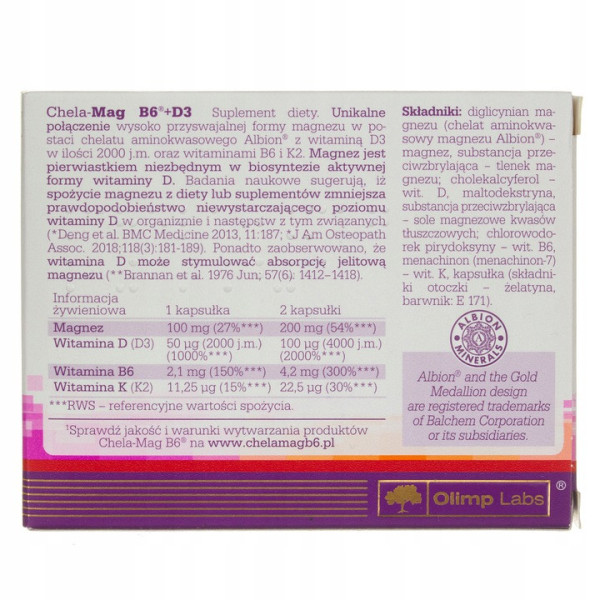 Chela-Mag B6®+D3 Suplement diety. Unikalne
połączenie wysoko przyswajalnej formy magnezu w po-
staci chelatu aminokwasowego Albion® z witaminą D3
w ilości 2000 j.m. oraz witaminami B6 i K2. Magnez jest
pierwiastkiem niezbędnym w biosyntezie aktywnej
formy witaminy D. Badania naukowe sugerują, iż
spożycie magnezu z diety lub suplementów zmniejsza
prawdopodobieństwo niewystarczającego poziomu
witaminy D w organizmie i następstw z tym związanych
(*Deng et al. BMC Medicine 2013, 11:187; *J Am Osteopath
Assoc. 2018;118(3):181-189). Ponadto zaobserwowano, że
witamina D może stymulować absorpcję jelitową
magnezu (**Brannan et al. 1976 Jun; 57(6): 1412–1418).
Informacja
żywieniowa 1 kapsułka 2 kapsułki
Magnez 100 mg (27%***) 200 mg (54%***)
Witamina D (D3) 50 µg (2000 j.m.) 100 µg (4000 j.m.)
(1000%***) (2000%***)
Witamina B6 2,1 mg (150%***) 4,2 mg (300%***)
Witamina K (K2) 11,25 µg (15%***) 22,5 µg (30%***)
***RWS – referencyjne wartości spożycia.
¹Sprawdź jakość i warunki wytwarzania produktów
Chela-Mag B6® na www.chelamagb6.pl
Składniki: diglicynian ma-
gnezu (chelat aminokwa-
sowy magnezu Albion®) –
magnez, substancja prze-
ciwzbrylająca – tlenek ma-
gnezu; cholekalcyferol –
wit. D, maltodekstryna,
substancja przeciwzbrylająca
– sole magnezowe kwasów
tłuszczowych; chlorowodo-
rek pirydoksyny – wit. B6,
menachinon (menachinon-7)
– wit. K, kapsułka (składni-
ki otoczki – żelatyna,
barwnik: E 171).
ALBION
MINERALS
Albion® and the Gold
Medallion design
are registered trademarks
of Balchem Corporation
or its subsidiaries.
Olimp Labs®